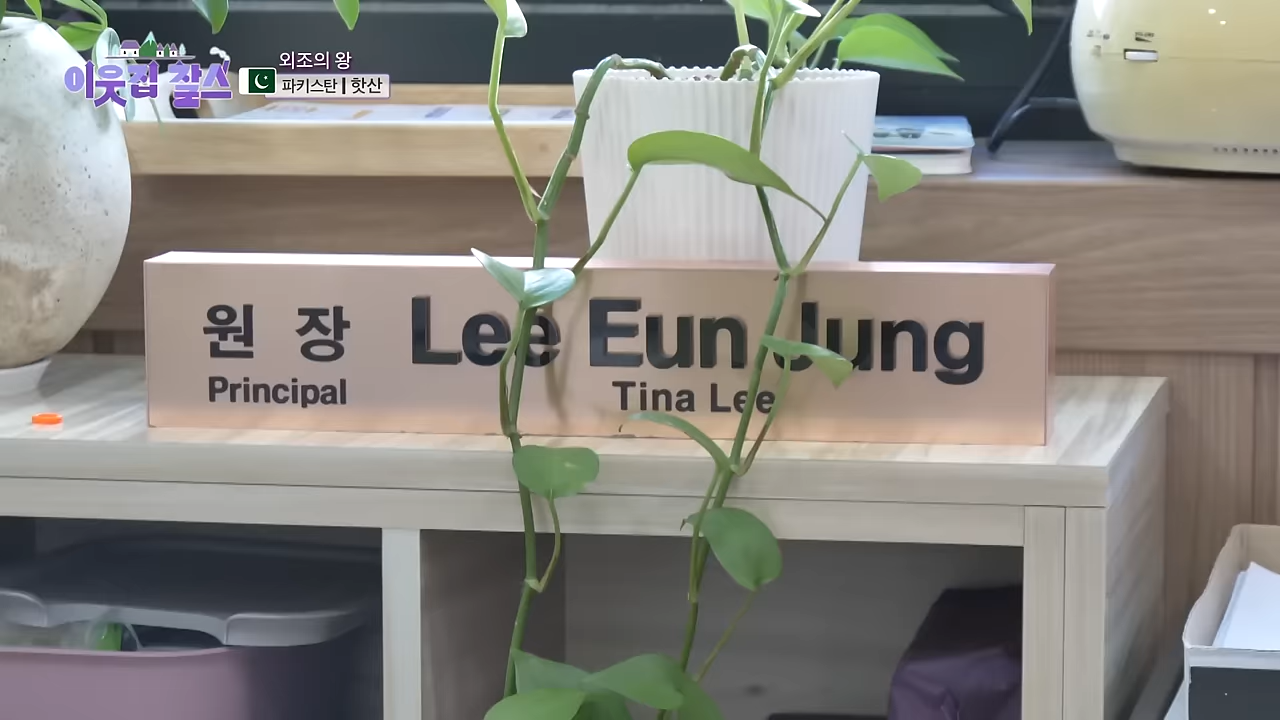 이웃집 찰스
외조의 왕
파키스탄 | 핫산
원 장 Lee Eun Jung
Principal Tina Lee
VOLUME